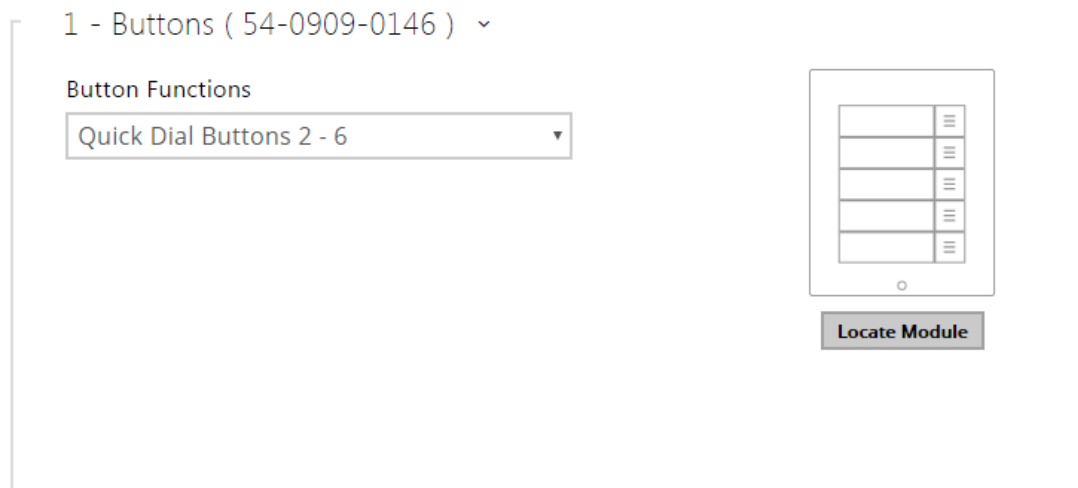 1 - Buttons ( 54-0909-0146 )
Button Functions
Quick Dial Buttons 2 - 6
Locate Module